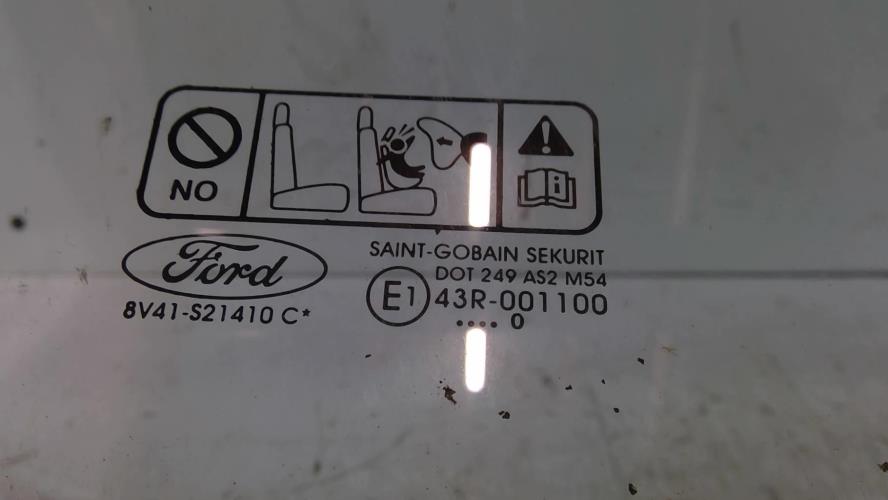 NO
Ford
8V41-S21410 C*
SAINT-GOBAIN SEKURIT
DOT 249 AS2 M54
E1 43R-001100
.... 0